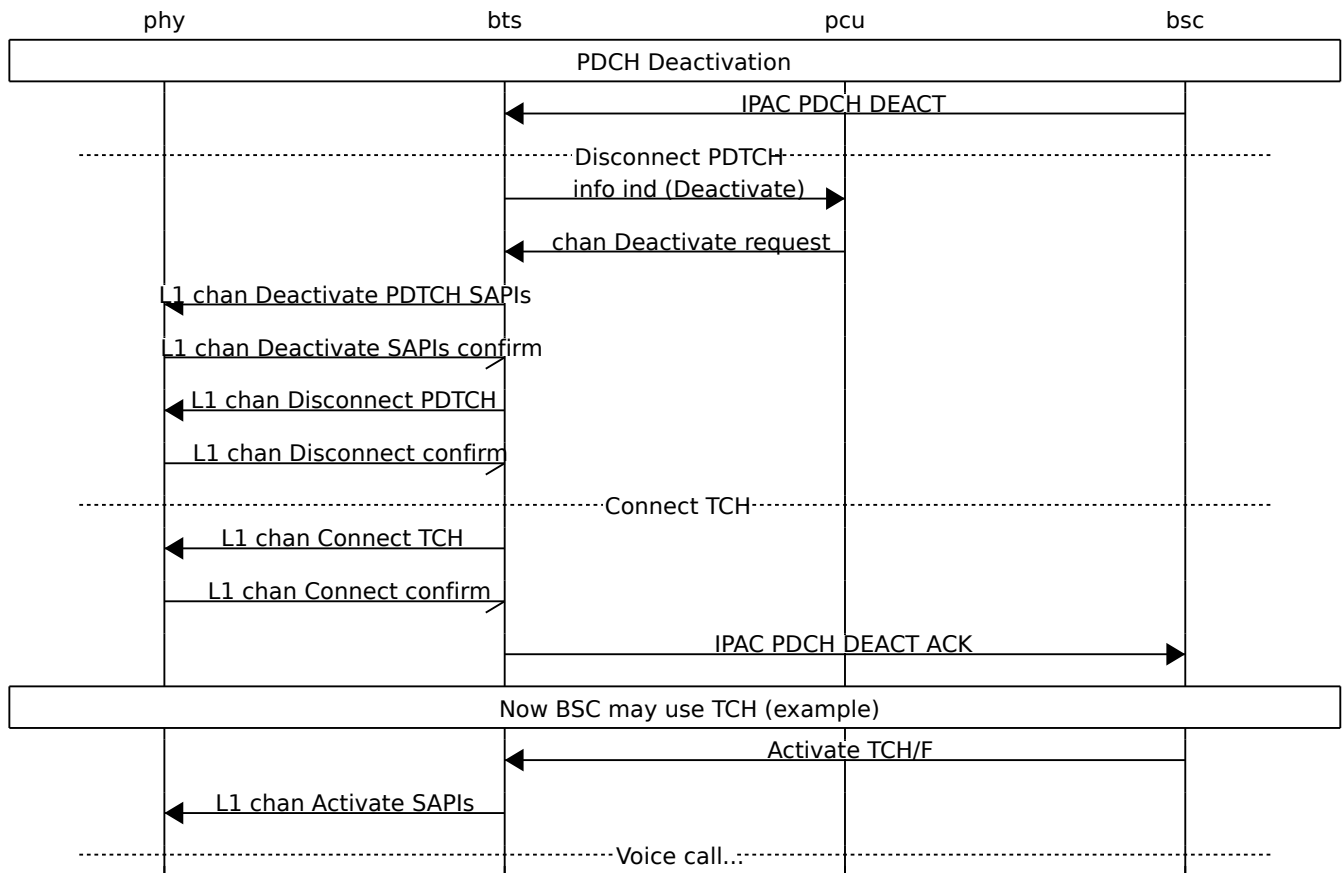 phy bts pcu bsc
PDCH Deactivation
IPAC PDCH DEACT
Disconnect PDTCH
info ind (Deactivate)
chan Deactivate request
L1 chan Deactivate PDTCH SAPIs
L1 chan Deactivate SAPIs confirm
L1 chan Disconnect PDTCH
L1 chan Disconnect confirm
Connect TCH
L1 chan Connect TCH
L1 chan Connect confirm
IPAC PDCH DEACT ACK
Now BSC may use TCH (example)
Activate TCH/F
L1 chan Activate SAPIs
Voice call...